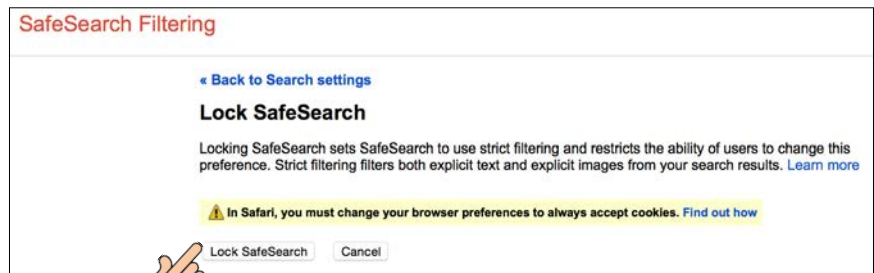 SafeSearch Filtering
« Back to Search settings
Lock SafeSearch
Locking SafeSearch sets SafeSearch to use strict filtering and restricts the ability of users to change this
preference. Strict filtering filters both explicit text and explicit images from your search results. Learn more
In Safari, you must change your browser preferences to always accept cookies. Find out how
Lock SafeSearch Cancel